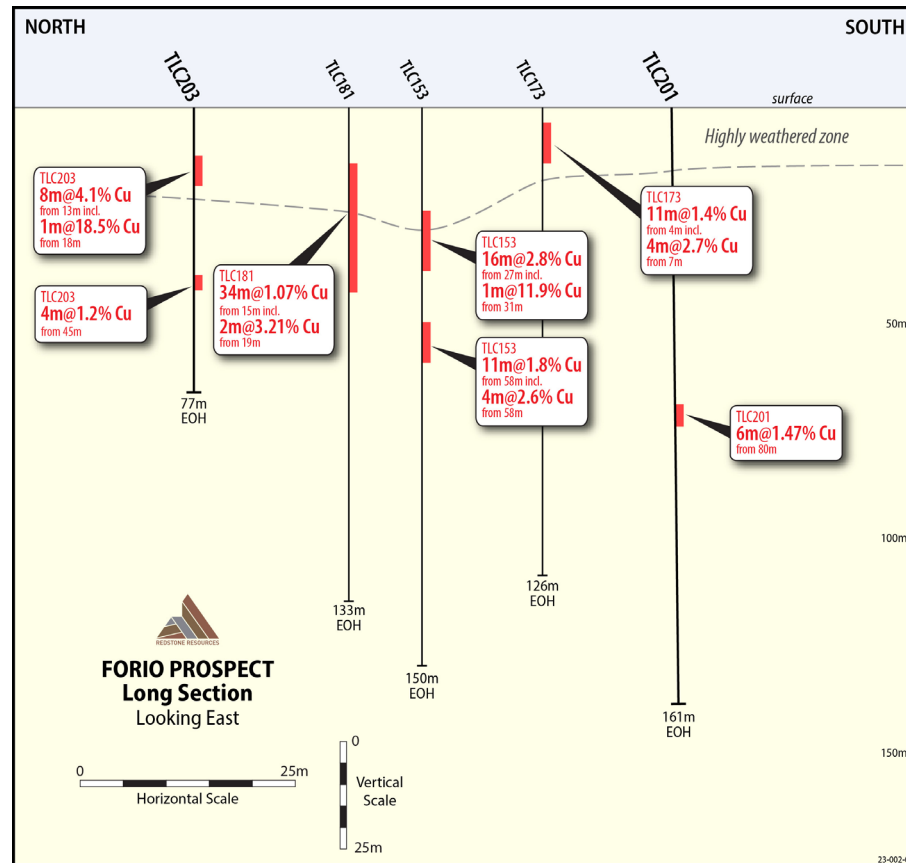 NORTH
SOUTH
TLC203
TLC181
TLC153
TLC173
TLC201
surface
Highly weathered zone
TLC203
8m@4.1% Cu
from 13m incl.
1m@18.5% Cu
from 18m
TLC203
4m@1.2% Cu
from 45m
TLC181
34m@1.07% Cu
from 15m incl.
2m@3.21% Cu
from 19m
TLC153
16m@2.8% Cu
from 27m incl.
1m@11.9% Cu
from 31m
TLC153
11m@1.8% Cu
from 58m incl.
4m@2.6% Cu
from 58m
TLC173
11m@1.4% Cu
from 4m incl.
4m@2.7% Cu
from 7m
TLC201
6m@1.47% Cu
from 80m
50m
100m
150m
77m
EOH
133m
EOH
150m
EOH
126m
EOH
161m
EOH
REDSTONE RESOURCES
FORIO PROSPECT
Long Section
Looking East
0
25m
Horizontal Scale
0
Vertical
Scale
25m